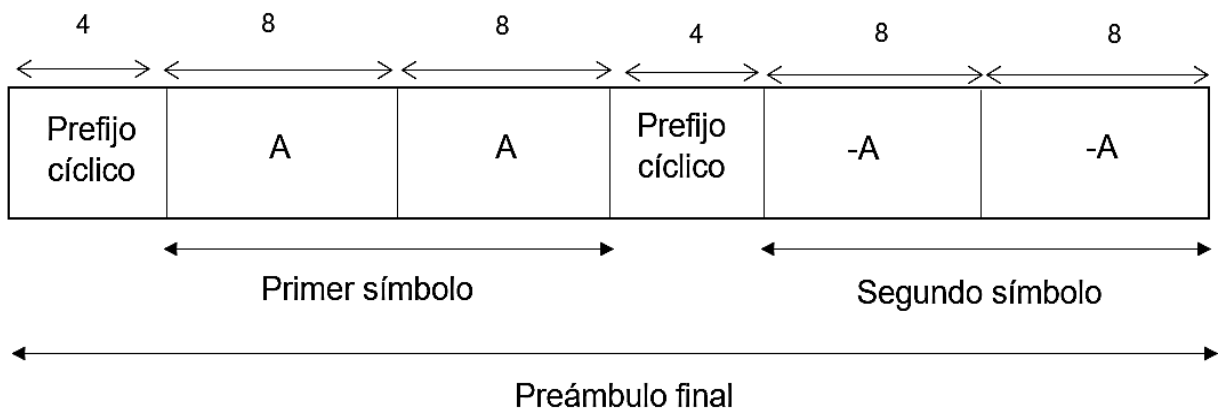 4 8 8 4 8 8
Prefijo
cíclico
A
A
Prefijo
cíclico
-A
-A
Primer símbolo
Segundo símbolo
Preámbulo final